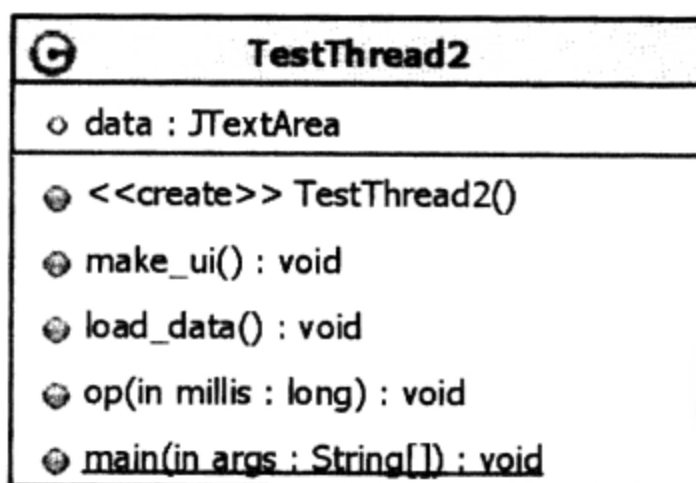 C TestThread2
data : JTextArea
<<create>> TestThread2()
make_ui() : void
load_data() : void
op(in millis : long) : void
main(in args : String[]) : void